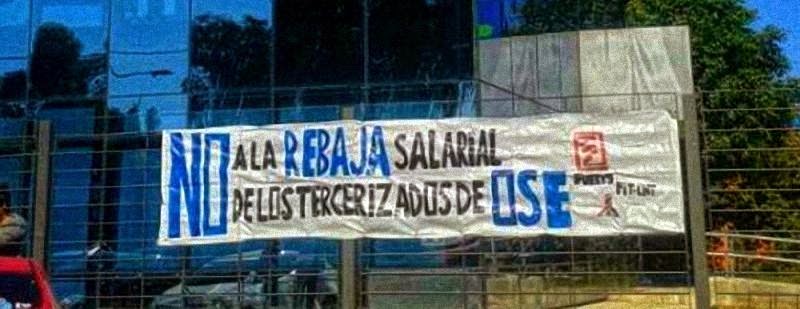 NO A LA REBAJA SALARIAL
DE LOS TERCERIZADOS DE OSE
FUECYS
PIT-CNT